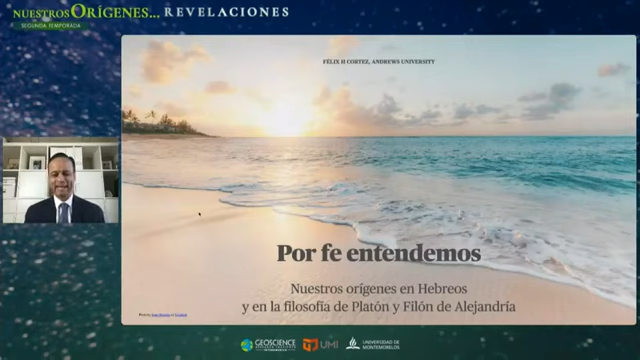 NUESTROS ORÍGENES... REVELACIONES
SEGUNDA TEMPORADA
FÉLIX H CORTEZ, ANDREWS UNIVERSITY
Por fe entendemos
Nuestros orígenes en Hebreos
y en la filosofía de Platón y Filón de Alejandría
GEOSCIENCE
UMI
UNIVERSIDAD DE
MONTEMORELOS